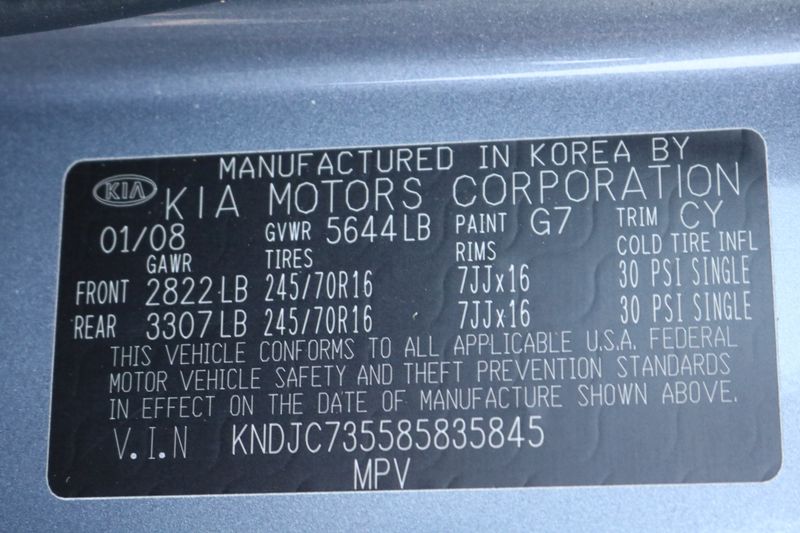 MANUFACTURED IN KOREA BY
KIA KIA MOTORS CORPORATION
01/08 GVWR 5644LB PAINT G7 TRIM CY
GAWR TIRES RIMS COLD TIRE INFL
FRONT 2822LB 245/70R16 7JJx16 30 PSI SINGLE
REAR 3307LB 245/70R16 7JJx16 30 PSI SINGLE
THIS VEHICLE CONFORMS TO ALL APPLICABLE U.S.A. FEDERAL
MOTOR VEHICLE SAFETY AND THEFT PREVENTION STANDARDS
IN EFFECT ON THE DATE OF MANUFACTURE SHOWN ABOVE.
V.I.N KNDJC735585835845
MPV